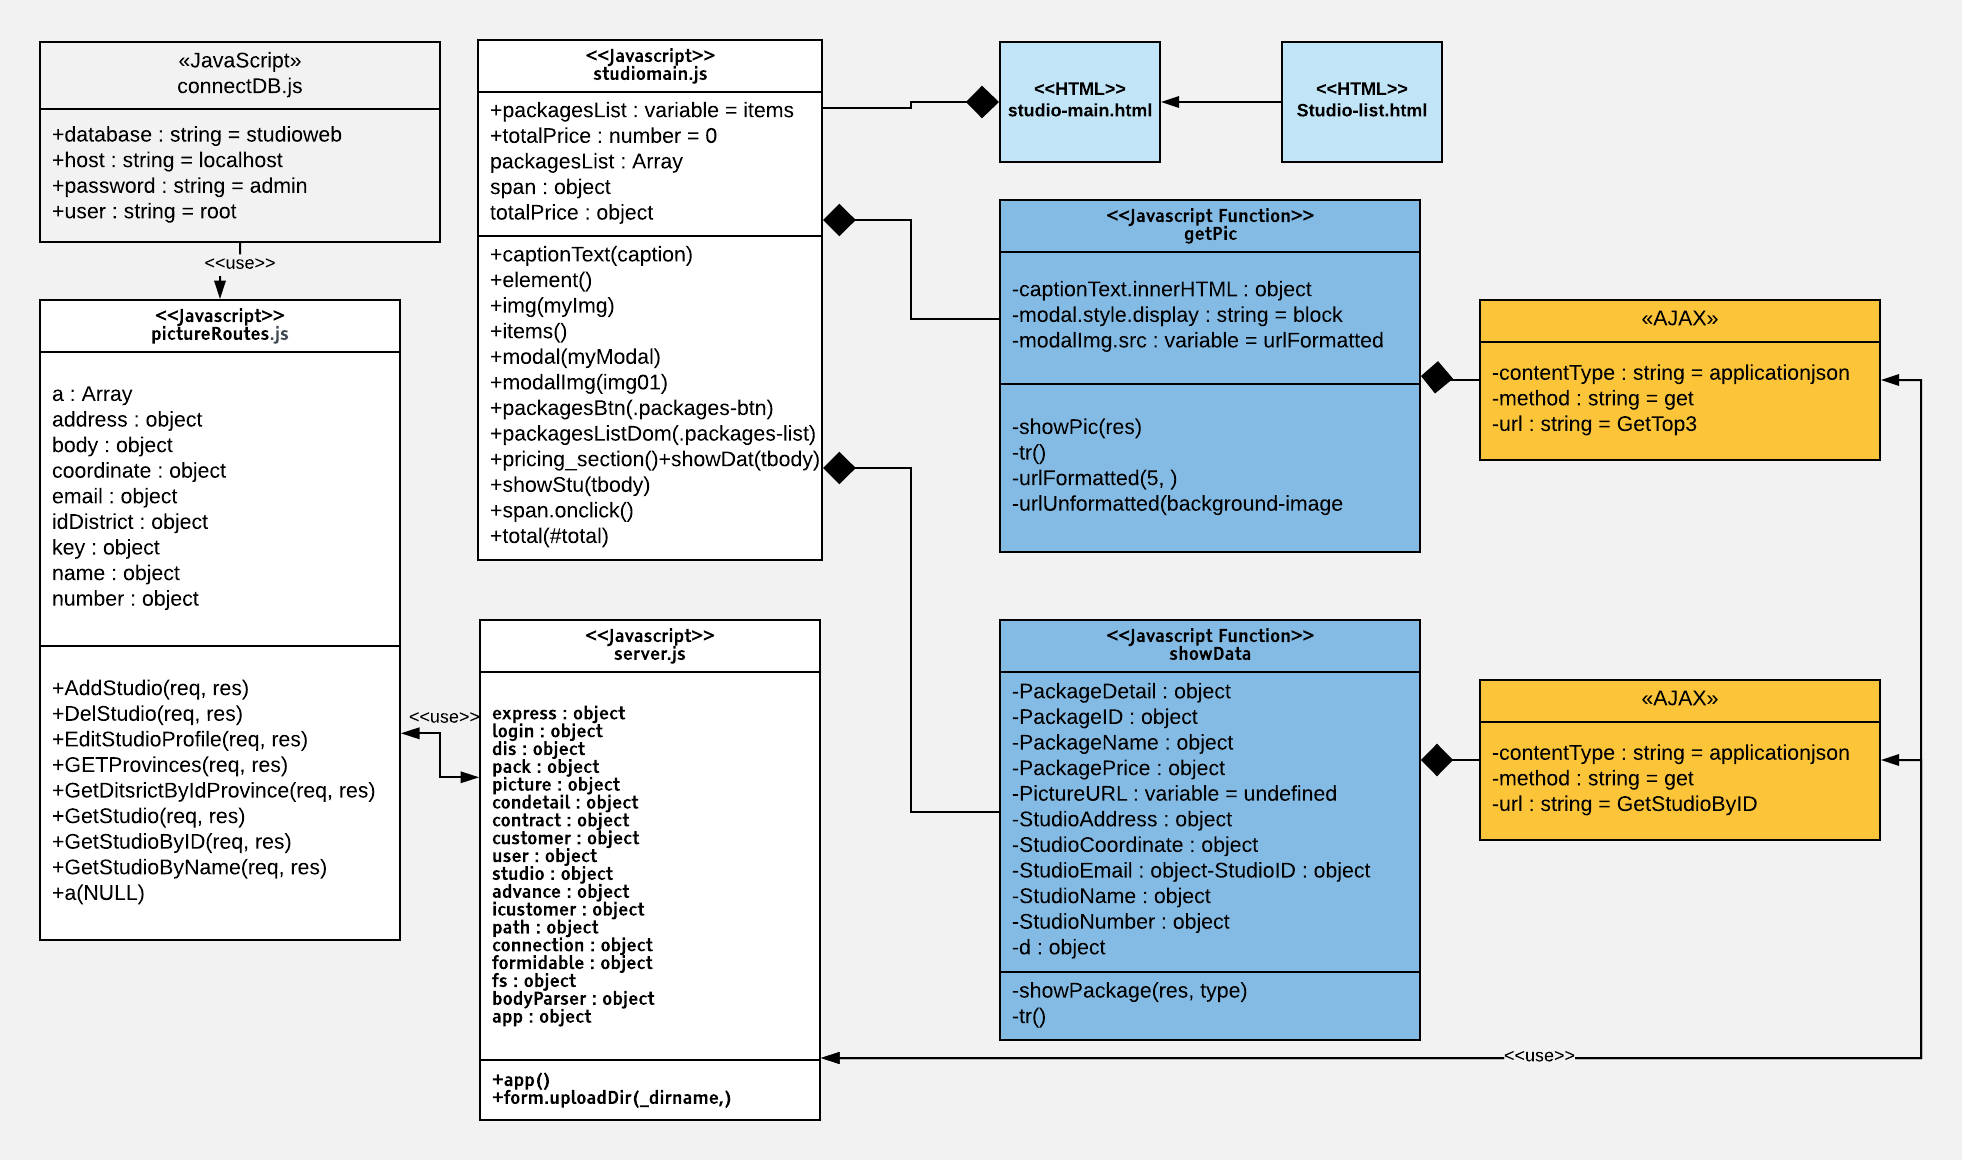 «JavaScript»
connectDB.js
+database : string = studioweb
+host : string = localhost
+password : string = admin
+user : string = root
<<use>>
<<Javascript>>
pictureRoutes.js
a : Array
address : object
body : object
coordinate : object
email : object
idDistrict : object
key : object
name : object
number : object
+AddStudio(req, res)
+DelStudio(req, res)
+EditStudioProfile(req, res)
+GETProvinces(req, res)
+GetDitsrictByIdProvince(req, res)
+GetStudio(req, res)
+GetStudioByID(req, res)
+GetStudioByName(req, res)
+a(NULL)
<<use>>
<<Javascript>>
studiomain.js
+packagesList : variable = items
+totalPrice : number = 0
packagesList : Array
span : object
totalPrice : object
+captionText(caption)
+element()
+img(myImg)
+items()
+modal(myModal)
+modalImg(img01)
+packagesBtn(.packages-btn)
+packagesListDom(.packages-list)
+pricing_section()+showDat(tbody)
+showStu(tbody)
+span.onclick()
+total(#total)
<<Javascript>>
server.js
express : object
login : object
dis : object
pack : object
picture : object
condetail : object
contract : object
customer : object
user : object
studio : object
advance : object
icustomer : object
path : object
connection : object
formidable : object
fs : object
bodyParser : object
app : object
+app()
+form.uploadDir(_dirname,)
<<HTML>>
studio-main.html
<<HTML>>
Studio-list.html
<<Javascript Function>>
getPic
-captionText.innerHTML : object
-modal.style.display : string = block
-modalImg.src : variable = urlFormatted
-showPic(res)
-tr()
-urlFormatted(5, )
-urlUnformatted(background-image
«AJAX»
-contentType : string = applicationjson
-method : string = get
-url : string = GetTop3
<<Javascript Function>>
showData
-PackageDetail : object
-PackageID : object
-PackageName : object
-PackagePrice : object
-PictureURL : variable = undefined
-StudioAddress : object
-StudioCoordinate : object
-StudioEmail : object-StudioID : object
-StudioName : object
-StudioNumber : object
-d : object
-showPackage(res, type)
-tr()
«AJAX»
-contentType : string = applicationjson
-method : string = get
-url : string = GetStudioByID
<<use>>